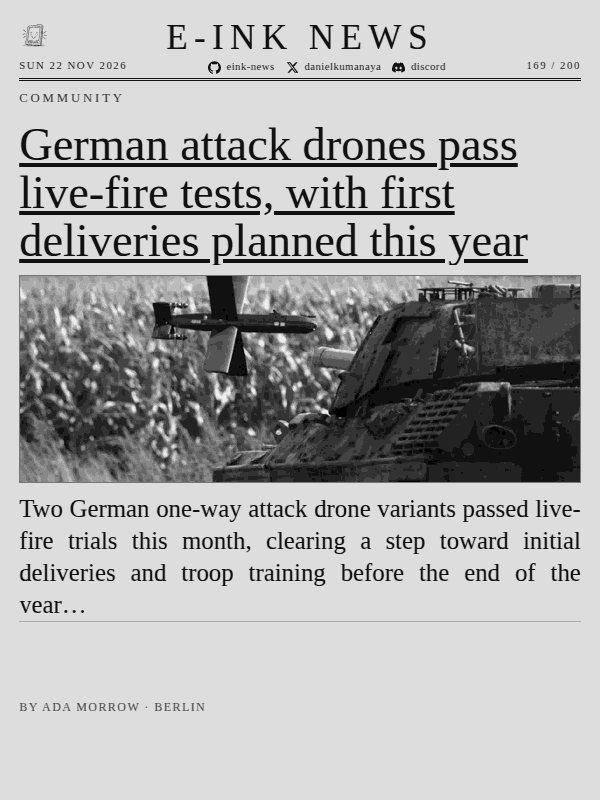 E-INK NEWS
SUN 22 NOV 2026
eink-news
danielkumanaya
discord
169 / 200
COMMUNITY
German attack drones pass
live-fire tests, with first
deliveries planned this year
Two German one-way attack drone variants passed live-
fire trials this month, clearing a step toward initial
deliveries and troop training before the end of the
year…
BY ADA MORROW · BERLIN